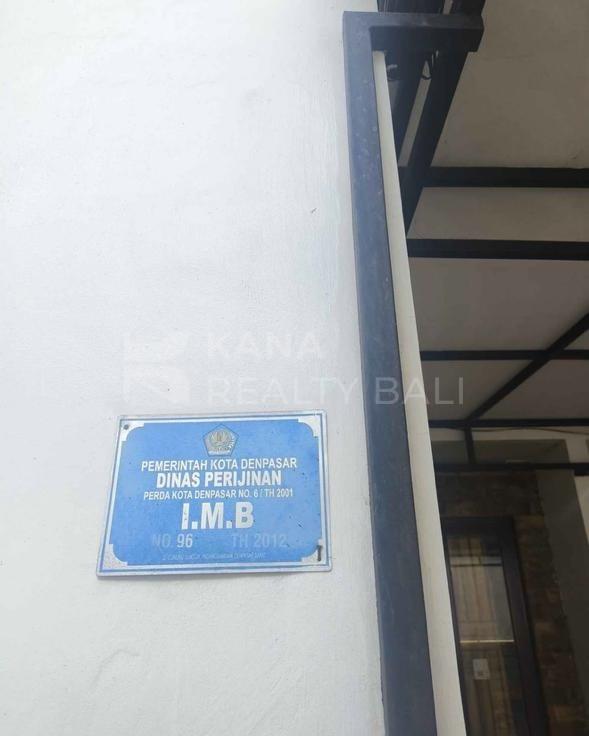 KANA
REALTY BALI
PEMERINTAH KOTA DENPASAR
DINAS PERIJINAN
PERDA KOTA DENPASAR NO. 6 / TH 2001
I.M.B
NO. 96 TH 2012